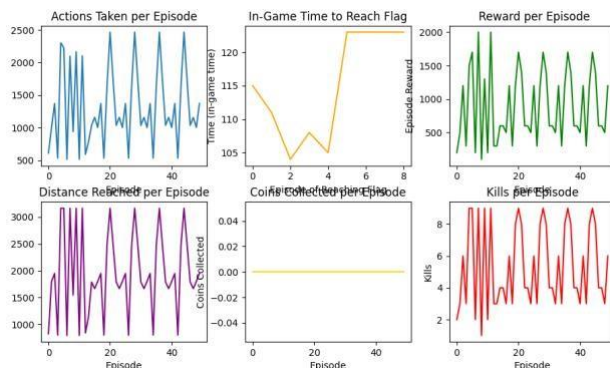 Actions Taken per Episode
2500
2000
1500
1000
500
0
20
40
Episode
In-Game Time to Reach Flag
Time (in-game time)
120
115
110
105
0
2
4
6
8
Episode of Reaching Flag
Reward per Episode
Episode Reward
2000
1500
1000
500
0
20
40
Episode
Distance Reached per Episode
3000
2500
2000
1500
1000
0
20
40
Episode
Coins Collected per Episode
Coins Collected
0.04
0.02
0.00
−0.02
−0.04
0
20
40
Episode
Kills per Episode
Kills
8
6
4
2
0
20
40
Episode